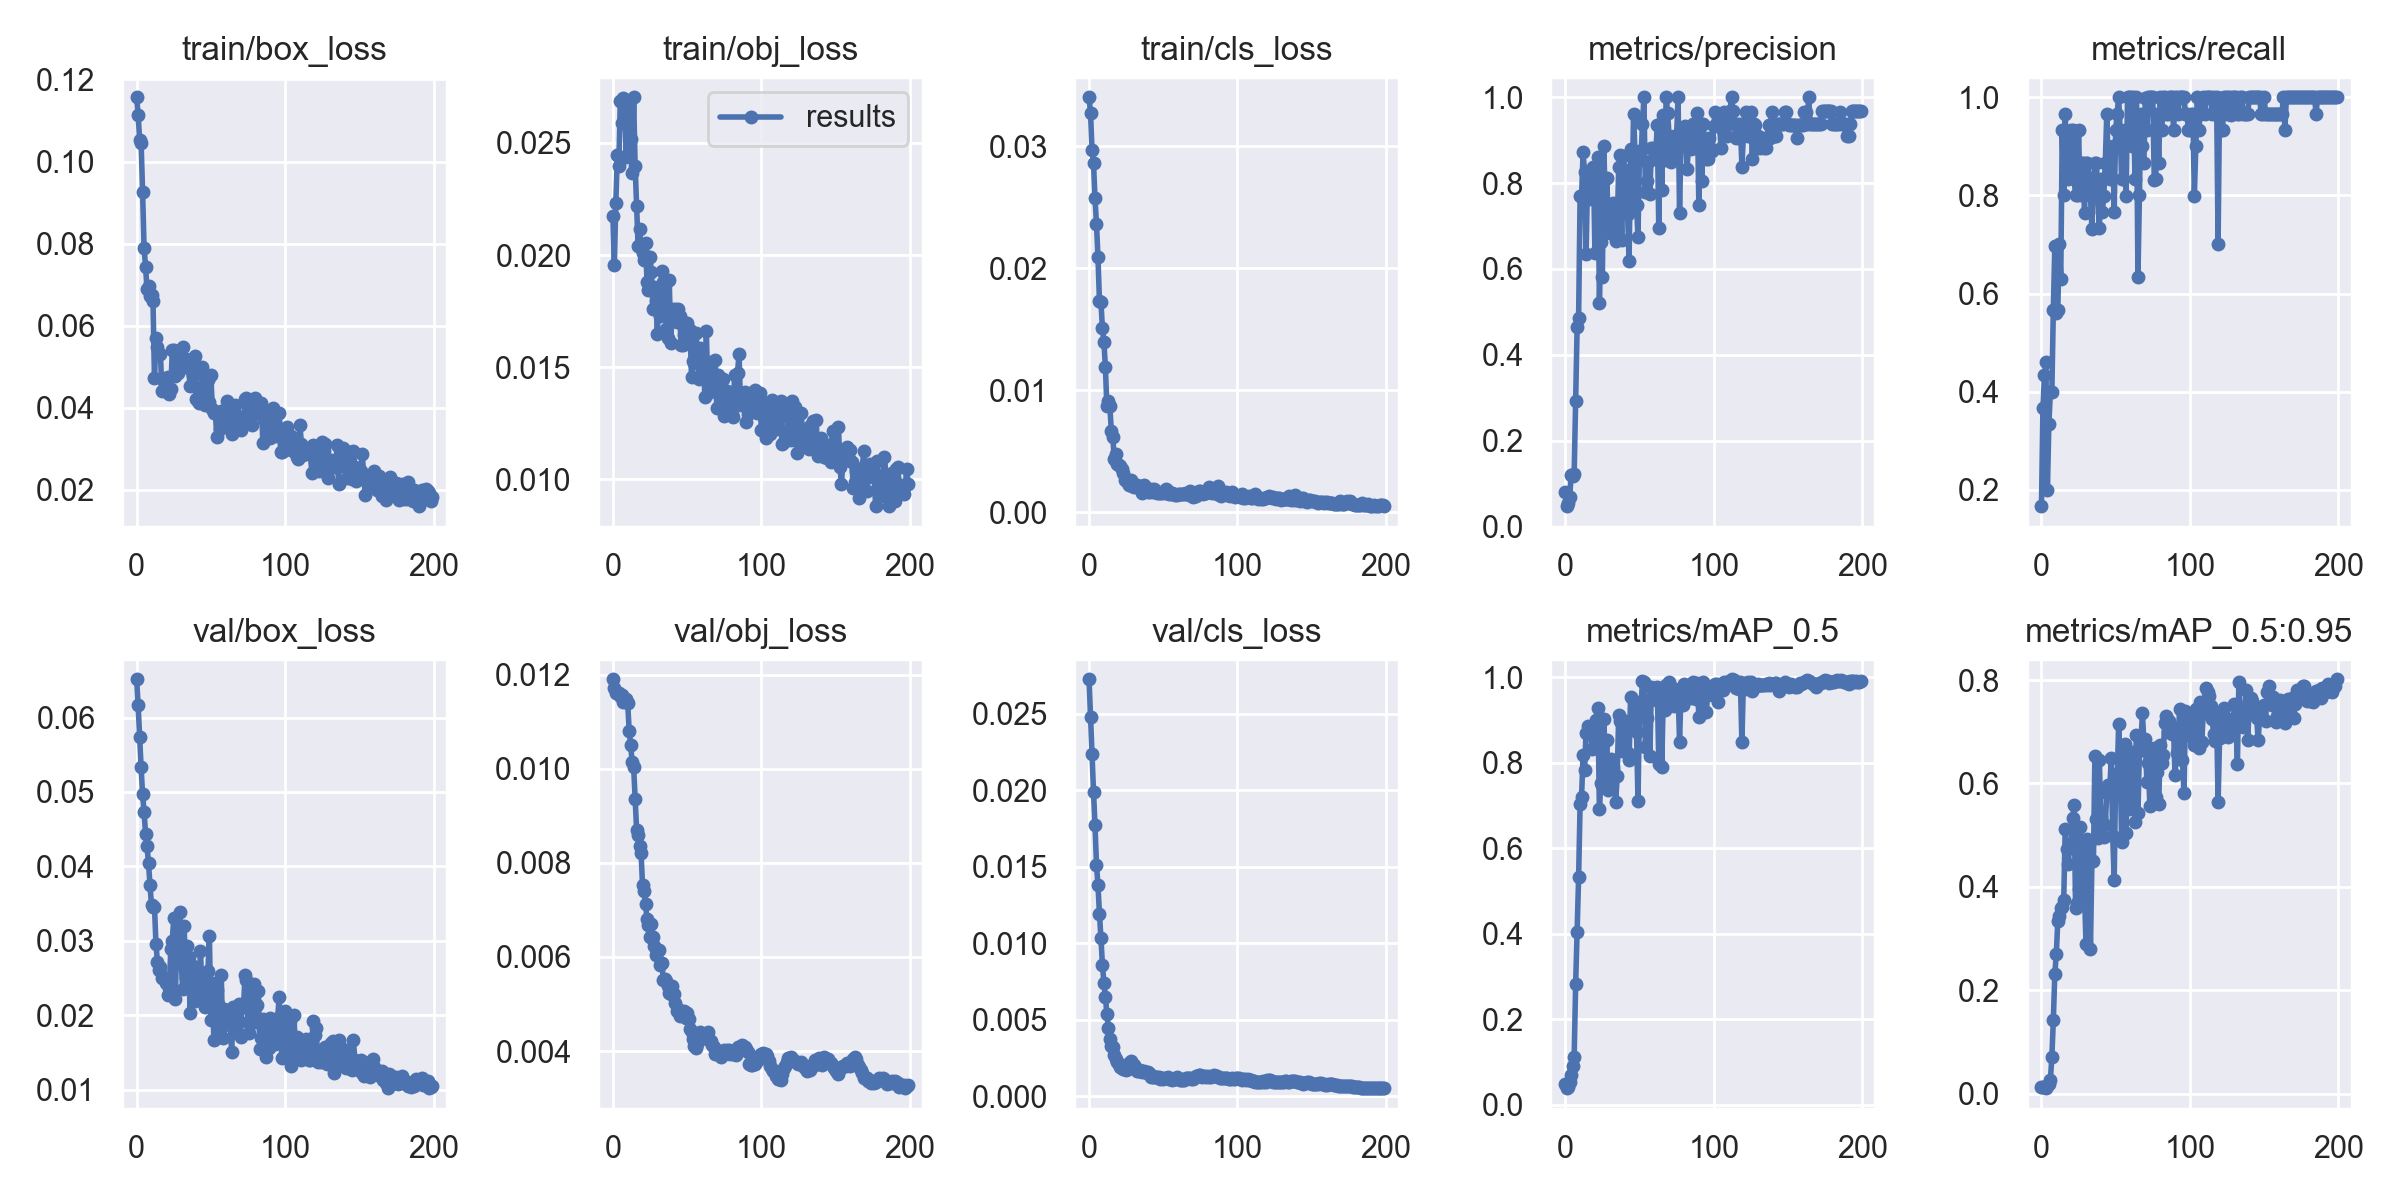 train/box_loss
train/obj_loss
train/cls_loss
metrics/precision
metrics/recall
0.12
0.10
0.08
0.06
0.04
0.02
0 100 200
results
0.025
0.020
0.015
0.010
0 100 200
0.03
0.02
0.01
0.00
0 100 200
1.0
0.8
0.6
0.4
0.2
0.0
0 100 200
1.0
0.8
0.6
0.4
0.2
0 100 200
val/box_loss
val/obj_loss
val/cls_loss
metrics/mAP_0.5
metrics/mAP_0.5:0.95
0.06
0.05
0.04
0.03
0.02
0.01
0 100 200
0.012
0.010
0.008
0.006
0.004
0 100 200
0.025
0.020
0.015
0.010
0.005
0.000
0 100 200
1.0
0.8
0.6
0.4
0.2
0.0
0 100 200
0.8
0.6
0.4
0.2
0.0
0 100 200